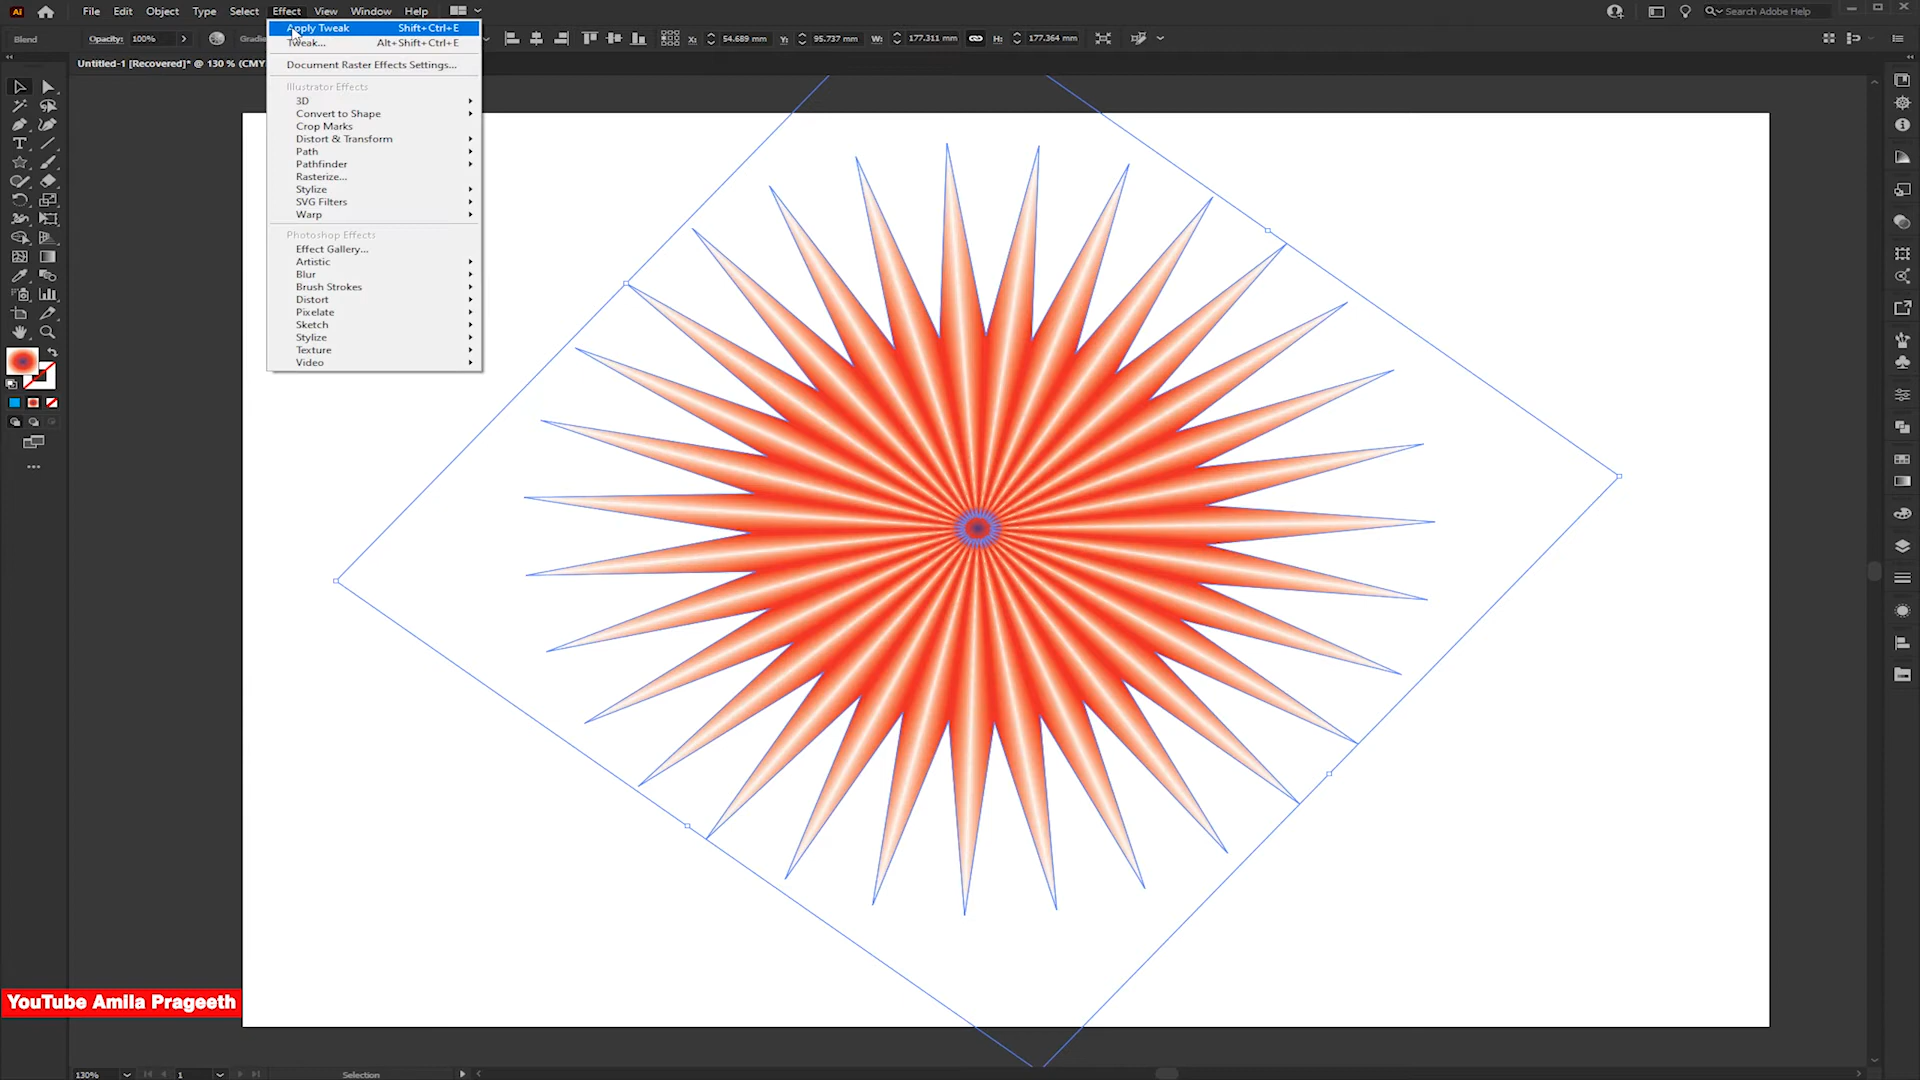 Ai File Edit Object Type Select Effect View Window Help Search Adobe Help
Blend Opacity: 100% X: 54.689 mm Y: 95.737 mm W: 177.311 mm H: 177.364 mm
Untitled-1 [Recovered]* @ 130 % (CMY
Apply Tweak Shift+Ctrl+E
Tweak... Alt+Shift+Ctrl+E
Document Raster Effects Settings...
Illustrator Effects
3D
Convert to Shape
Crop Marks
Distort & Transform
Path
Pathfinder
Rasterize...
Stylize
SVG Filters
Warp
Photoshop Effects
Effect Gallery...
Artistic
Blur
Brush Strokes
Distort
Pixelate
Sketch
Stylize
Texture
Video
YouTube Amila Prageeth
130% 1 Selection